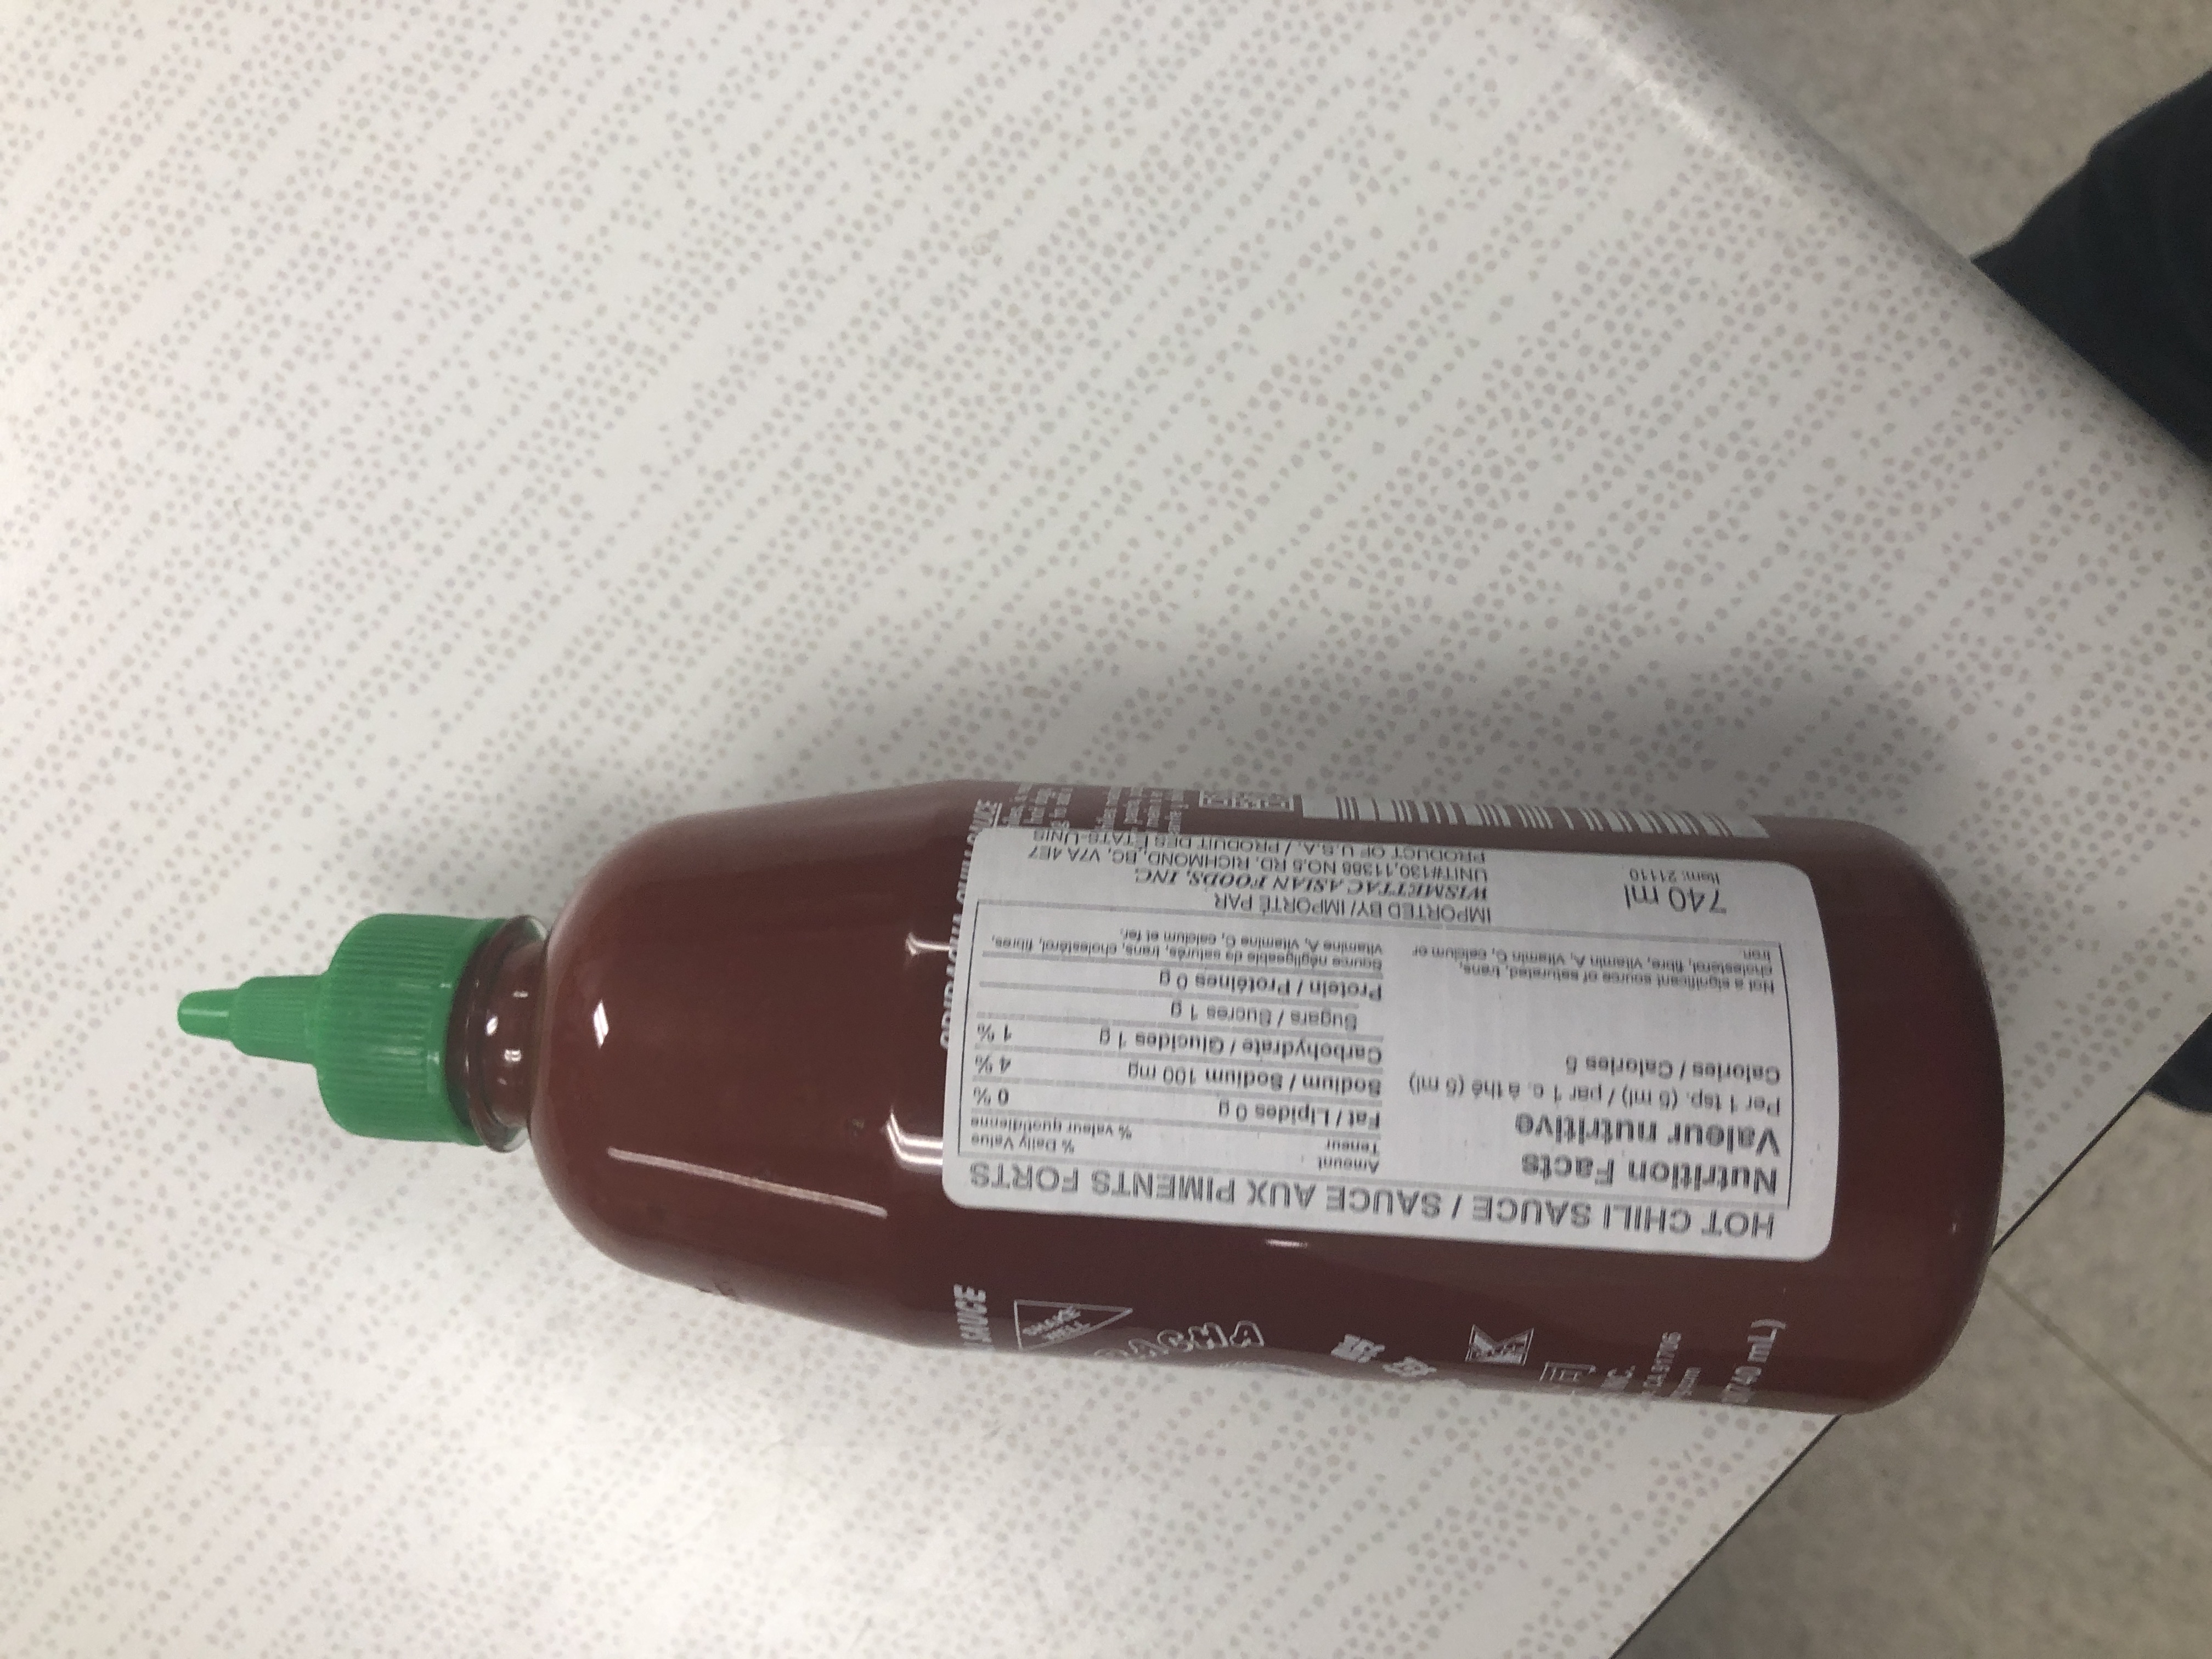 HOT CHILI SAUCE / SAUCE AUX PIMENTS FORTS
Nutrition Facts
Valeur nutritive
Per 1 tsp. (5 ml) / par 1 c. à thé (5 ml)
Calories / Calories 5
Amount
Teneur
% Daily Value
% valeur quotidienne
Fat / Lipides 0 g 0 %
Sodium / Sodium 100 mg 4 %
Carbohydrate / Glucides 1 g 1 %
Sugars / Sucres 1 g
Protein / Protéines 0 g
Not a significant source of saturated, trans,
cholesterol, fibre, Vitamin A, Vitamin C, calcium or
iron.
Source négligeable de saturés, trans, cholestérol, fibres,
vitamine A, vitamine C, calcium et fer.
740 ml
Item: 21110
IMPORTED BY/ IMPORTÉ PAR
WISMETTAC ASIAN FOODS, INC.
UNIT#130,11388 NO.5 RD, RICHMOND, BC, V7A 4E7
PRODUCT OF U.S.A. / PRODUIT DES ÉTATS-UNIS
SRIRACHA CHILI SAUCE
SAUCE
K
INC.
CA 91706
740 mL)